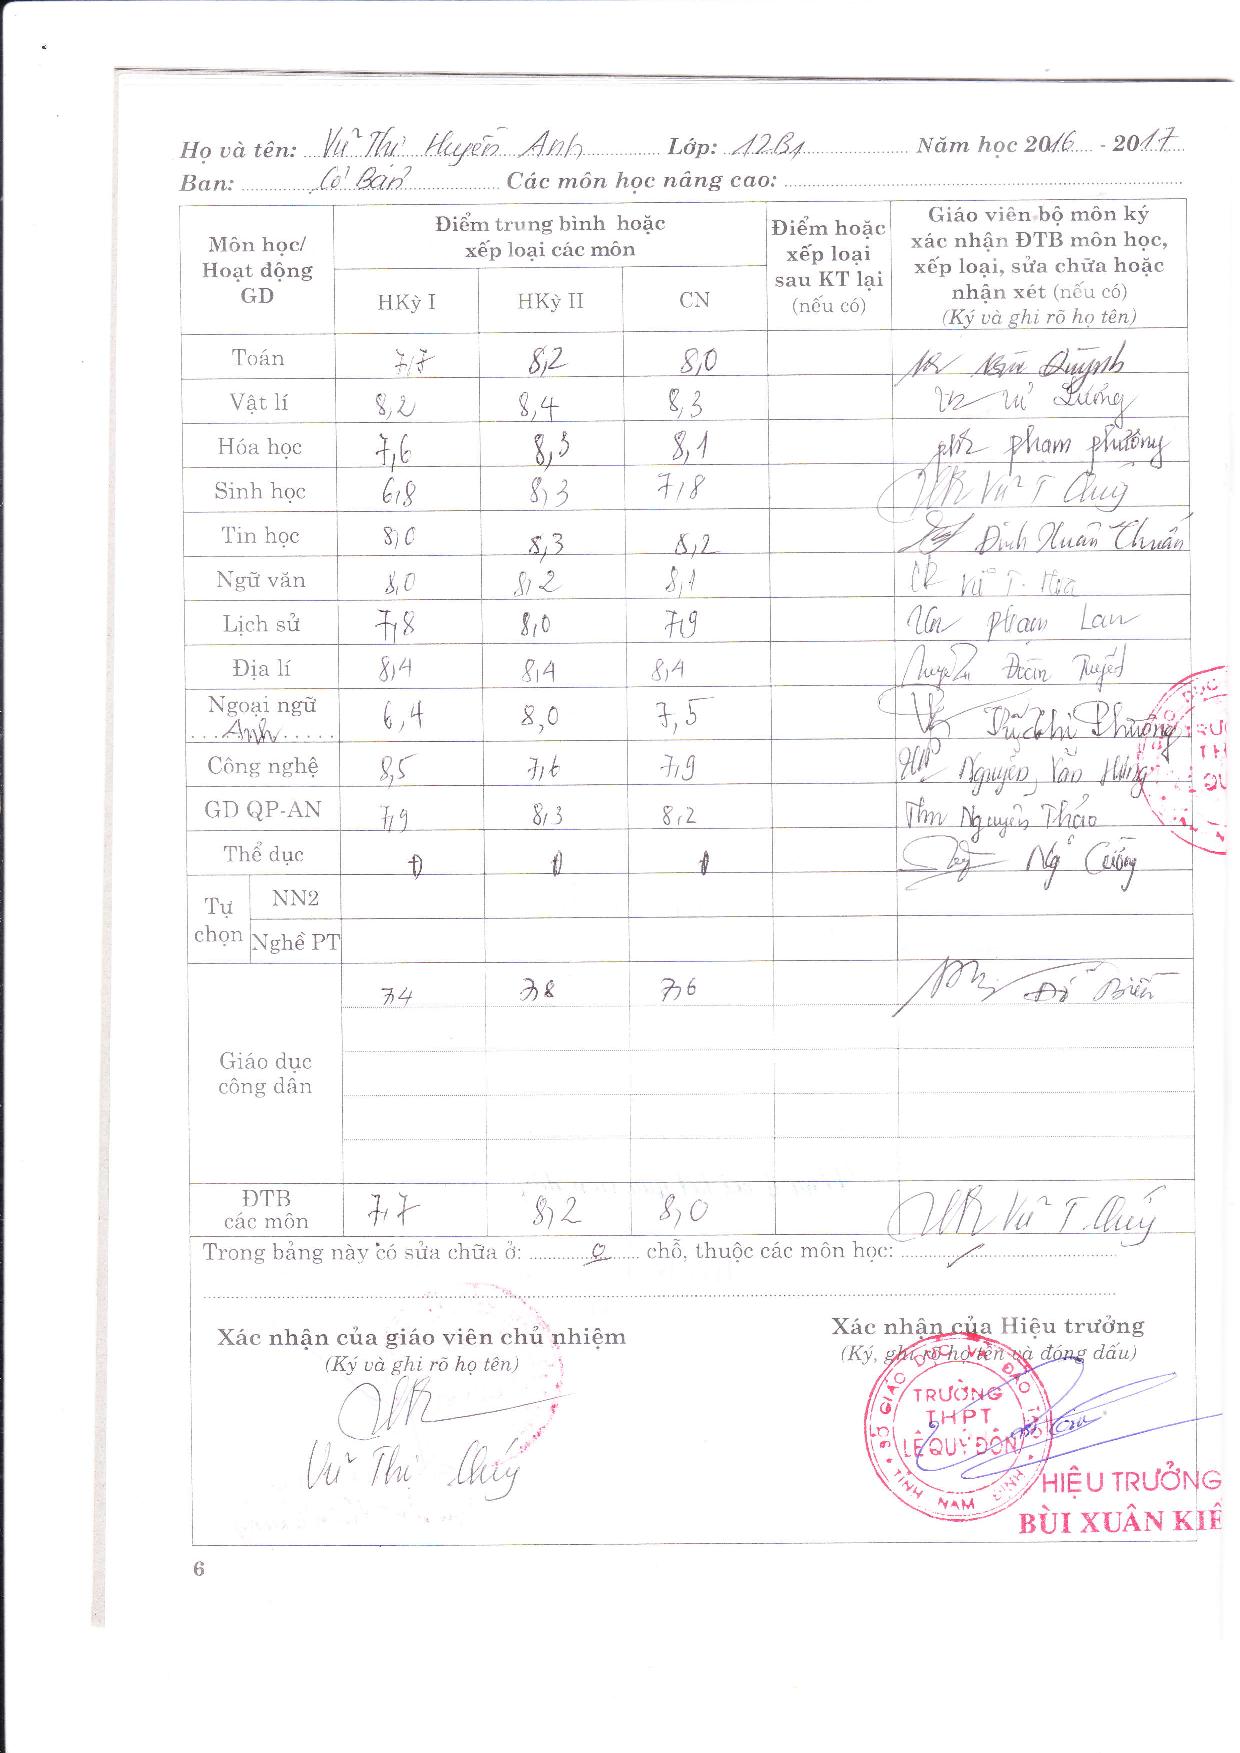 Họ và tên: Vũ Thị Huyền Anh Lớp: 12B1 Năm học 2016 - 2017
Ban: Cơ Bản Các môn học nâng cao:
Môn học/ Hoạt động GD
Điểm trung bình hoặc xếp loại các môn
HKỳ I HKỳ II CN
Điểm hoặc xếp loại sau KT lại (nếu có)
Giáo viên bộ môn ký xác nhận ĐTB môn học, xếp loại, sửa chữa hoặc nhận xét (nếu có) (Ký và ghi rõ họ tên)
Toán 7,7 8,2 8,0 Quỳnh
Vật lí 8,2 8,4 8,3 Lương
Hóa học 7,6 8,3 8,1 Phạm Phương
Sinh học 6,8 8,3 7,8 Vũ T Quý
Tin học 8,0 8,3 8,2 Đinh Xuân Thuấn
Ngữ văn 8,0 8,2 8,1 Vũ T. Hoa
Lịch sử 7,8 8,0 7,9 Phạm Lan
Địa lí 8,4 8,4 8,4 Đoàn Tuyết
Ngoại ngữ Anh 6,4 8,0 7,5 Thị Phương
Công nghệ 8,5 7,6 7,9 Nguyễn Văn Hưng
GD QP-AN 7,9 8,3 8,2 Nguyễn Thảo
Thể dục Đ Đ Đ Ngô Cường
Tự chọn
NN2
Nghề PT
Giáo dục công dân 7,4 7,8 7,6 Đỗ Biên
ĐTB các môn 7,7 8,2 8,0 Vũ T. Quý
Trong bảng này có sửa chữa ở: 0 chỗ, thuộc các môn học: /
Xác nhận của giáo viên chủ nhiệm
(Ký và ghi rõ họ tên)
Vũ Thị Quý
Xác nhận của Hiệu trưởng
(Ký, ghi rõ họ tên và đóng dấu)
SỞ GIÁO DỤC VÀ ĐÀO TẠO
TRƯỜNG
THPT
LÊ QUÝ ĐÔN
TỈNH NAM ĐỊNH
HIỆU TRƯỞNG
BÙI XUÂN KIÊ
6